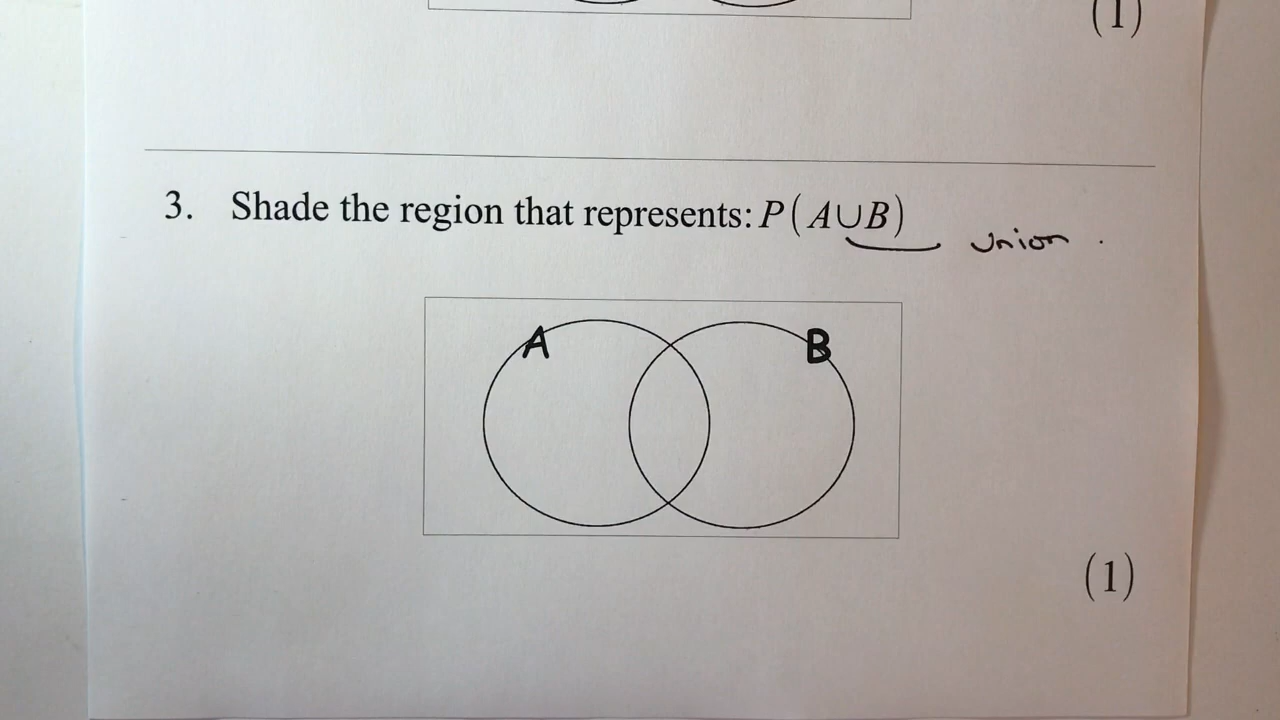 (1)
3. Shade the region that represents: P(A∪B)
union .
A B
(1)